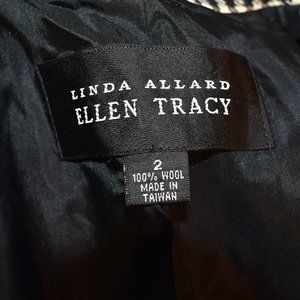 LINDA ALLARD
ELLEN TRACY
2
100% WOOL
MADE IN
TAIWAN